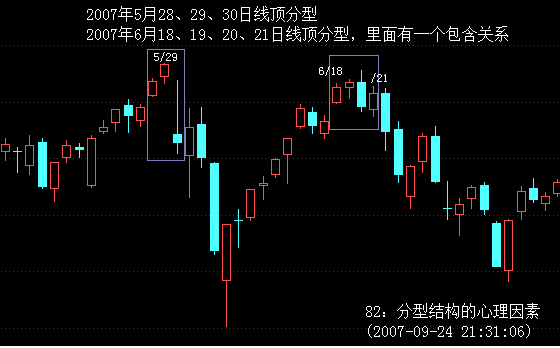 2007年5月28、29、30日线顶分型
2007年6月18、19、20、21日线顶分型，里面有一个包含关系
5/29
6/18
/21
82：分型结构的心理因素
(2007-09-24 21:31:06)